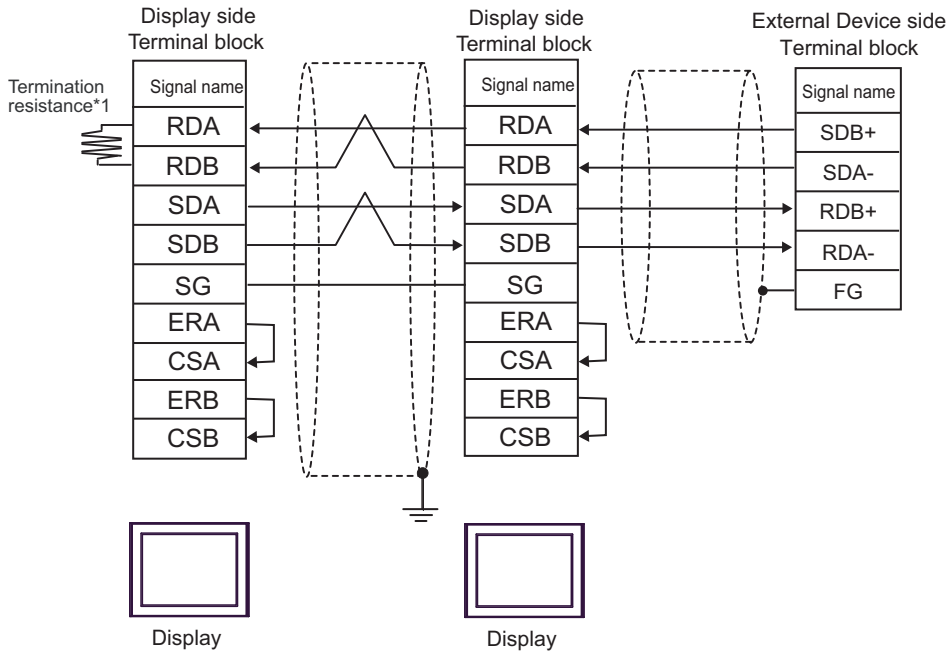 Display side
Terminal block
Display side
Terminal block
External Device side
Terminal block
Termination
resistance*1
Signal name
RDA
RDB
SDA
SDB
SG
ERA
CSA
ERB
CSB
Signal name
RDA
RDB
SDA
SDB
SG
ERA
CSA
ERB
CSB
Signal name
SDB+
SDA-
RDB+
RDA-
FG
Display
Display